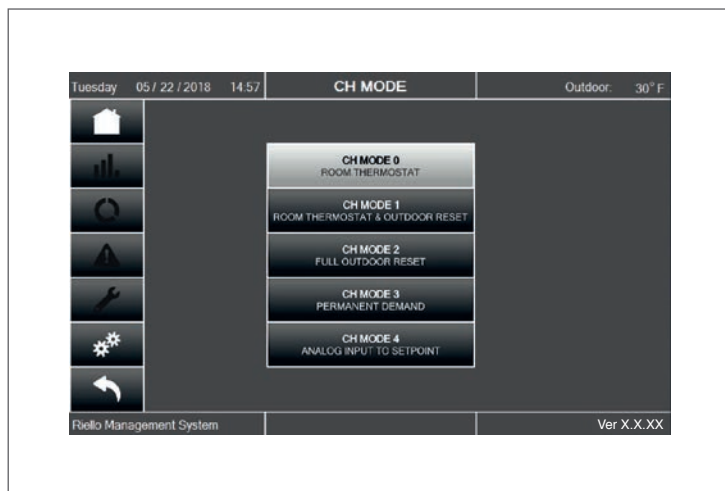 Tuesday 05 / 22 / 2018 14:57 CH MODE Outdoor: 30° F
CH MODE 0
ROOM THERMOSTAT
CH MODE 1
ROOM THERMOSTAT & OUTDOOR RESET
CH MODE 2
FULL OUTDOOR RESET
CH MODE 3
PERMANENT DEMAND
CH MODE 4
ANALOG INPUT TO SETPOINT
Riello Management System Ver X.X.XX